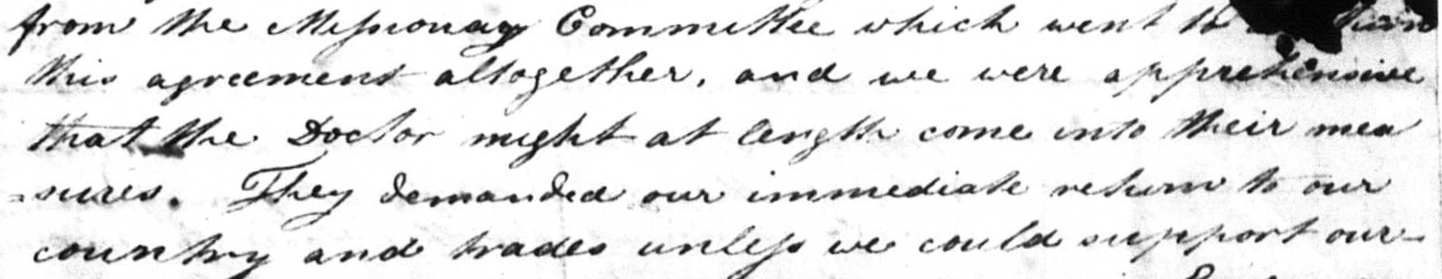 from the Missionary Committee which went to
this agreement altogether, and we were apprehensive
that the Doctor might at length come into their mea
=sures. They demanded our immediate return to our
country and trades unless we could support our-